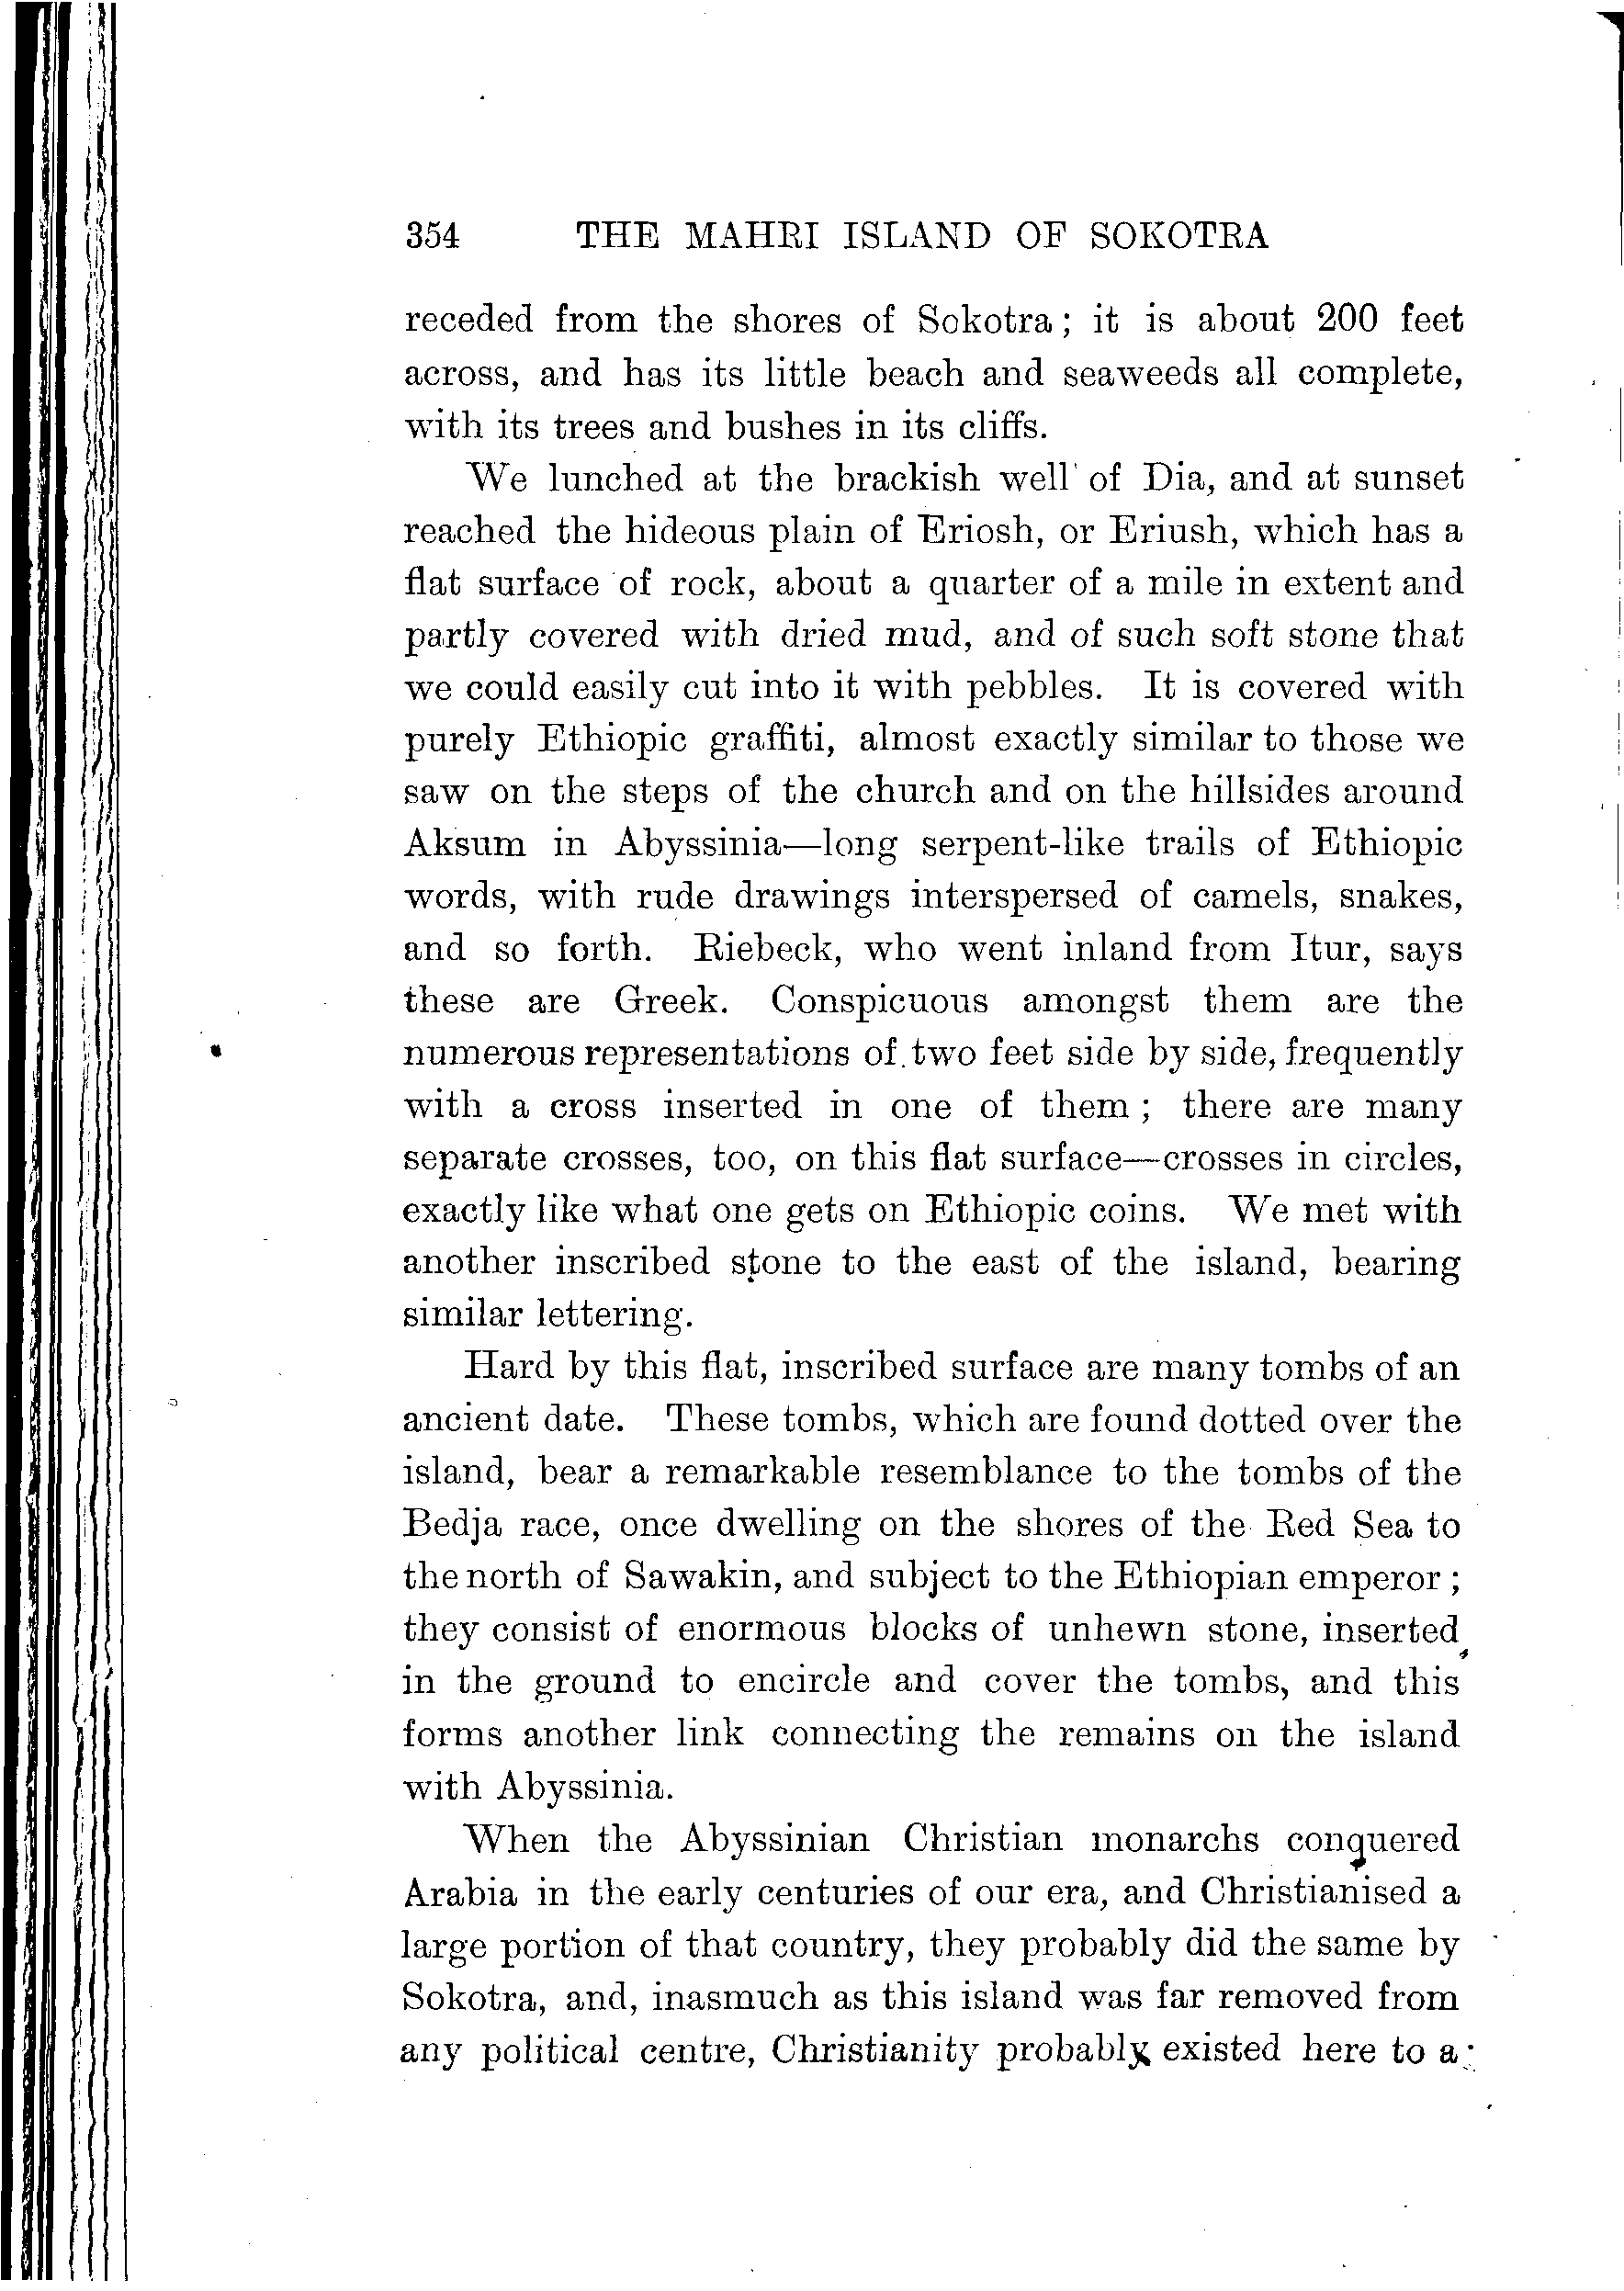 354 THE MAHRI ISLAND OF SOKOTRA
receded from the shores of Sokotra; it is about 200 feet
across, and has its little beach and seaweeds all complete,
with its trees and bushes in its cliffs.
We lunched at the brackish well of Dia, and at sunset
reached the hideous plain of Eriosh, or Eriush, which has a
flat surface of rock, about a quarter of a mile in extent and
partly covered with dried mud, and of such soft stone that
we could easily cut into it with pebbles. It is covered with
purely Ethiopic graffiti, almost exactly similar to those we
saw on the steps of the church and on the hillsides around
Aksum in Abyssinia—long serpent-like trails of Ethiopic
words, with rude drawings interspersed of camels, snakes,
and so forth. Riebeck, who went inland from Itur, says
these are Greek. Conspicuous amongst them are the
numerous representations of two feet side by side, frequently
with a cross inserted in one of them; there are many
separate crosses, too, on this flat surface—crosses in circles,
exactly like what one gets on Ethiopic coins. We met with
another inscribed stone to the east of the island, bearing
similar lettering.
Hard by this flat, inscribed surface are many tombs of an
ancient date. These tombs, which are found dotted over the
island, bear a remarkable resemblance to the tombs of the
Bedja race, once dwelling on the shores of the Red Sea to
the north of Sawakin, and subject to the Ethiopian emperor;
they consist of enormous blocks of unhewn stone, inserted
in the ground to encircle and cover the tombs, and this
forms another link connecting the remains on the island
with Abyssinia.
When the Abyssinian Christian monarchs conquered
Arabia in the early centuries of our era, and Christianised a
large portion of that country, they probably did the same by
Sokotra, and, inasmuch as this island was far removed from
any political centre, Christianity probably existed here to a